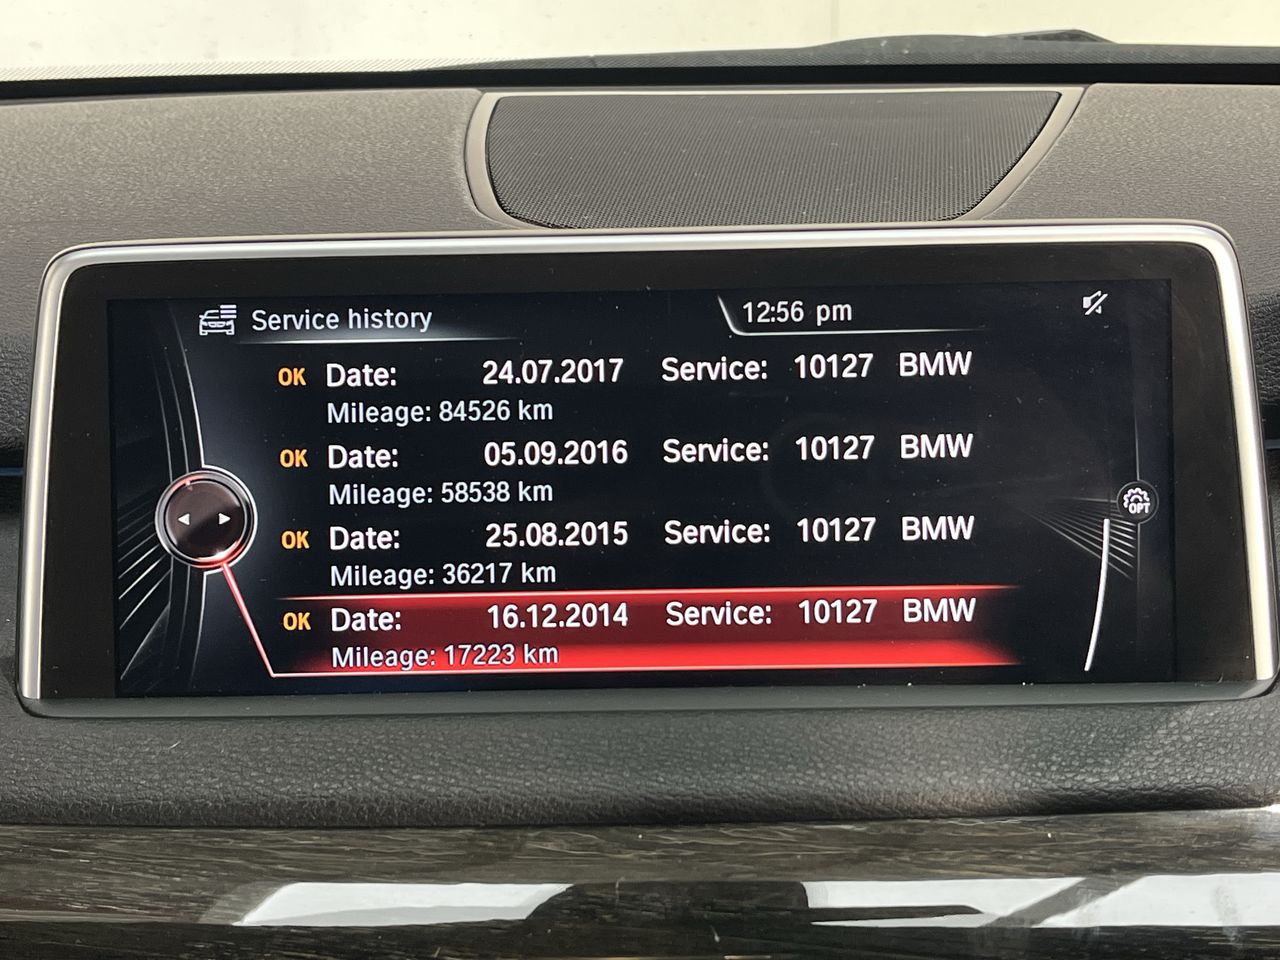 Service history 12:56 pm
OK Date: 24.07.2017 Service: 10127 BMW
Mileage: 84526 km
OK Date: 05.09.2016 Service: 10127 BMW
Mileage: 58538 km
OK Date: 25.08.2015 Service: 10127 BMW
Mileage: 36217 km
OPT
OK Date: 16.12.2014 Service: 10127 BMW
Mileage: 17223 km